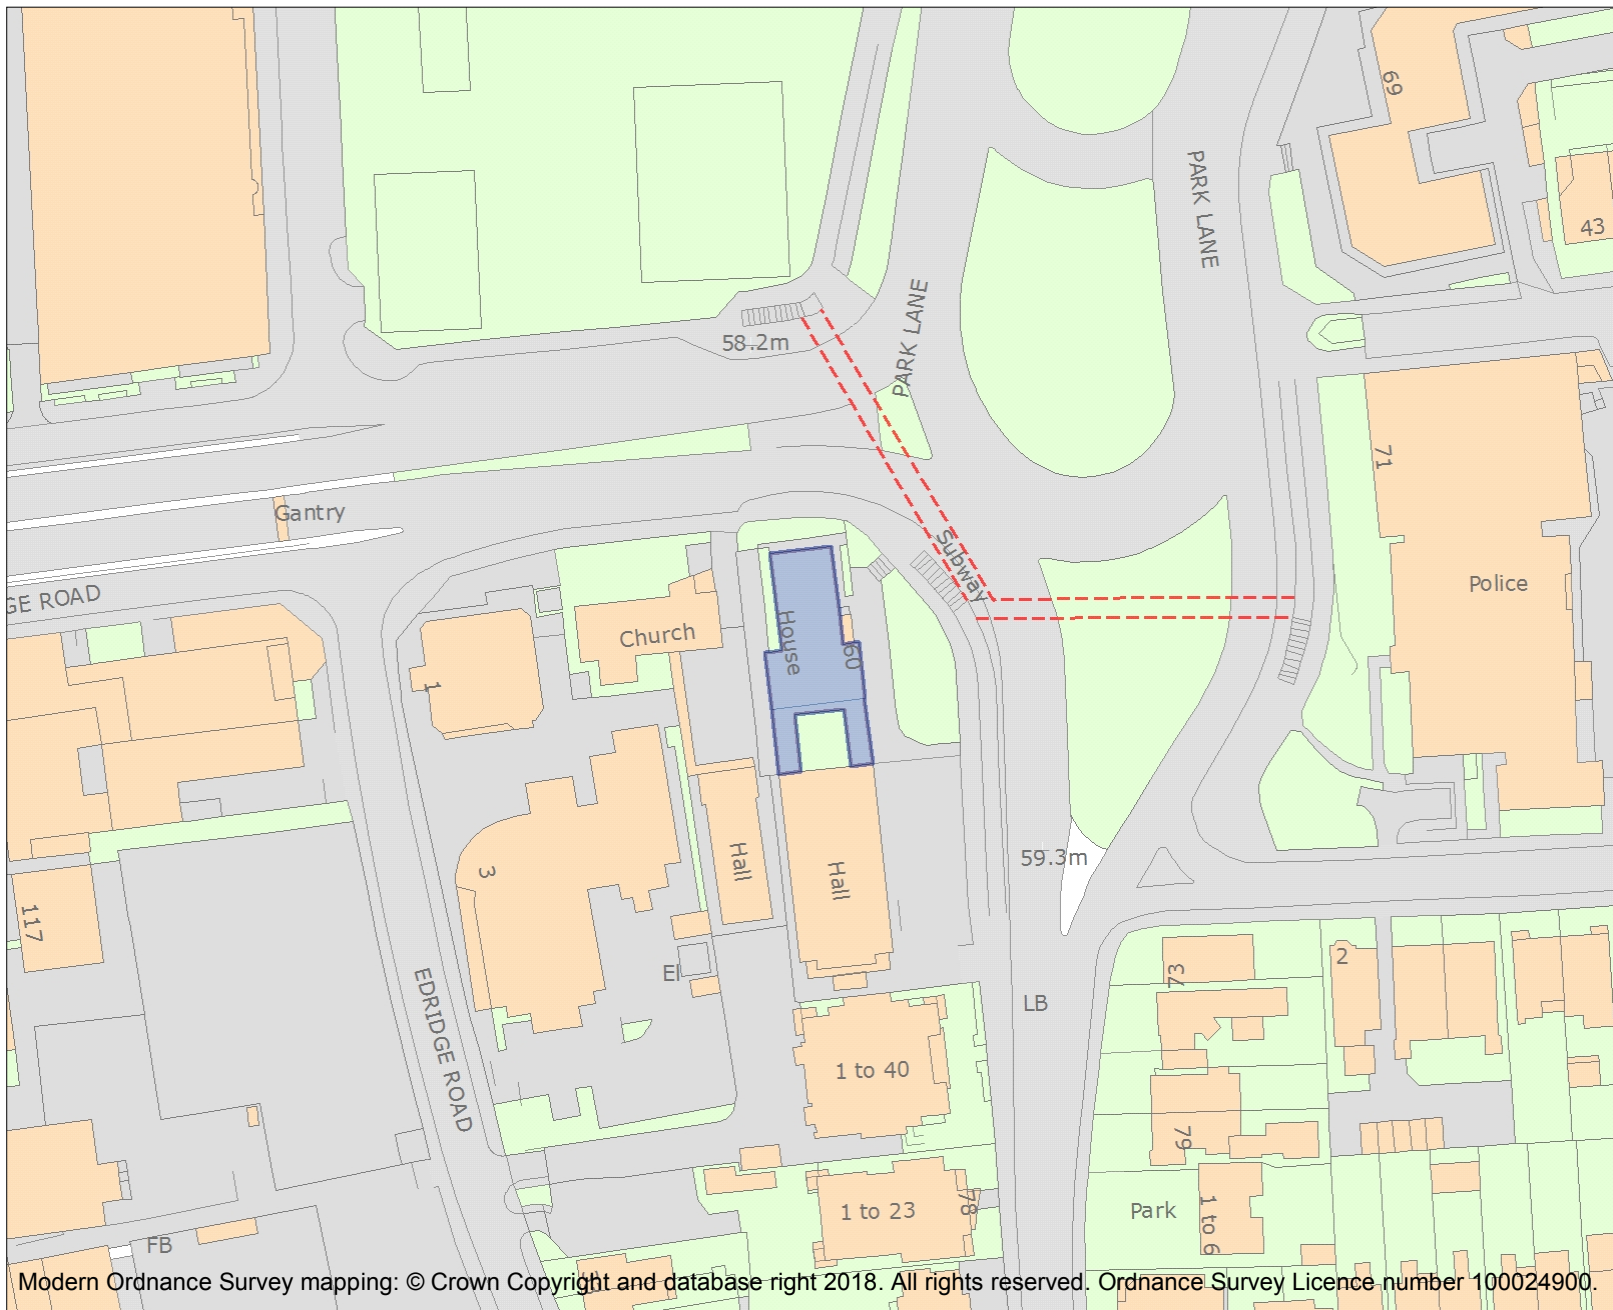 69
PARK LANE
43
PARK LANE
58.2m
71
Gantry
Subway
GE ROAD
Police
House
60
Church
1
59.3m
3
Hall
Hall
117
EDRIDGE ROAD
El
73
2
LB
1 to 40
79
1 to 23
78
Park
1 to 6
FB
Modern Ordnance Survey mapping: © Crown Copyright and database right 2018. All rights reserved. Ordnance Survey Licence number 100024900.